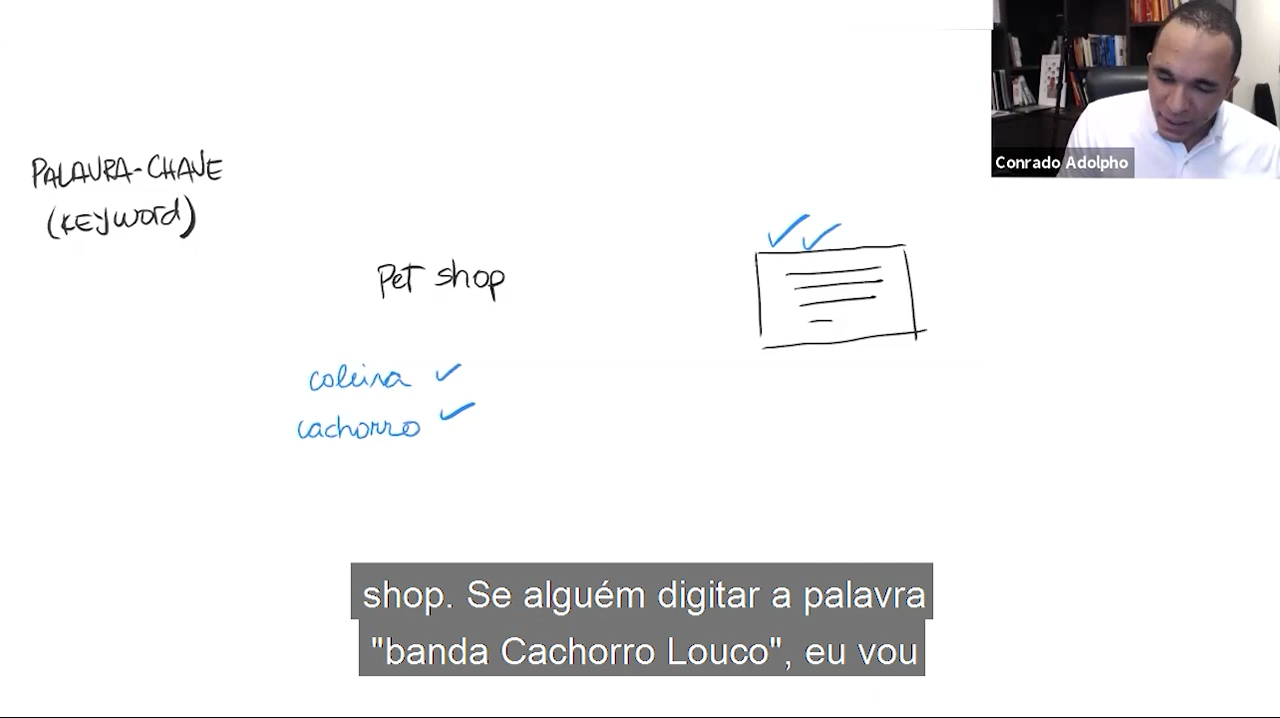 Conrado Adolpho
PALAVRA-CHAVE
(KEYWORD)
Pet shop
coleira
cachorro
shop. Se alguém digitar a palavra
"banda Cachorro Louco", eu vou